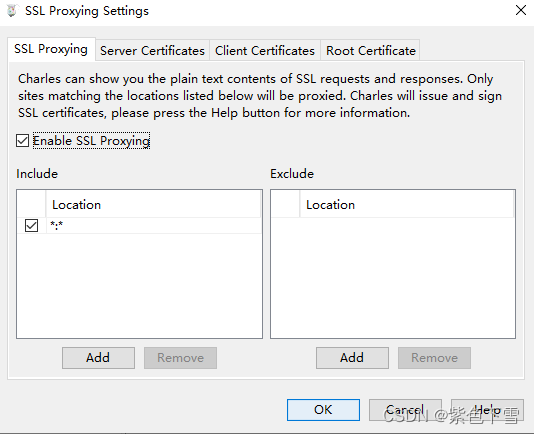 SSL Proxying Settings
SSL Proxying Server Certificates Client Certificates Root Certificate
Charles can show you the plain text contents of SSL requests and responses. Only
sites matching the locations listed below will be proxied. Charles will issue and sign
SSL certificates, please press the Help button for more information.
Enable SSL Proxying
Include Exclude
Location Location
*:*
Add Remove Add Remove
OK Cancel Help
CSDN @紫色下雪